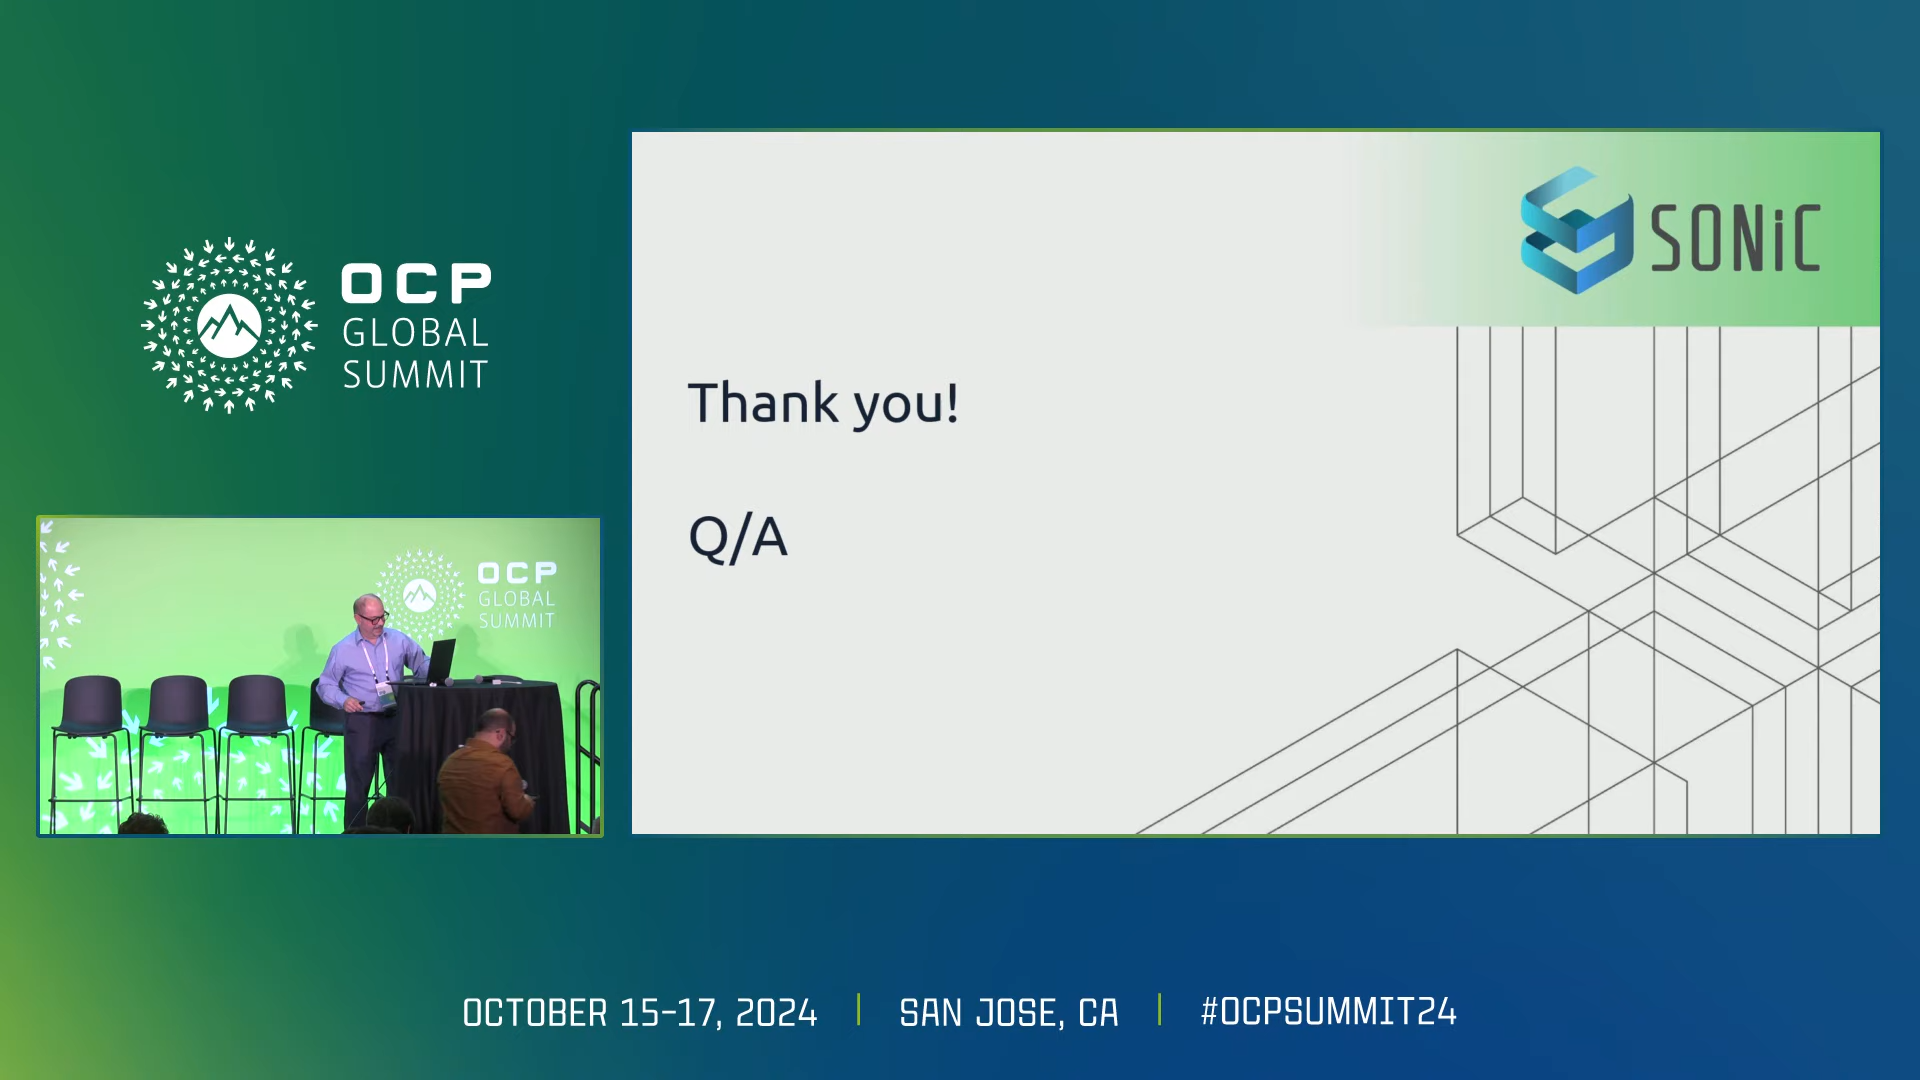 OCP
GLOBAL
SUMMIT
SONiC
Thank you!
Q/A
OCP
GLOBAL
SUMMIT
OCTOBER 15-17, 2024 | SAN JOSE, CA | #OCPSUMMIT24